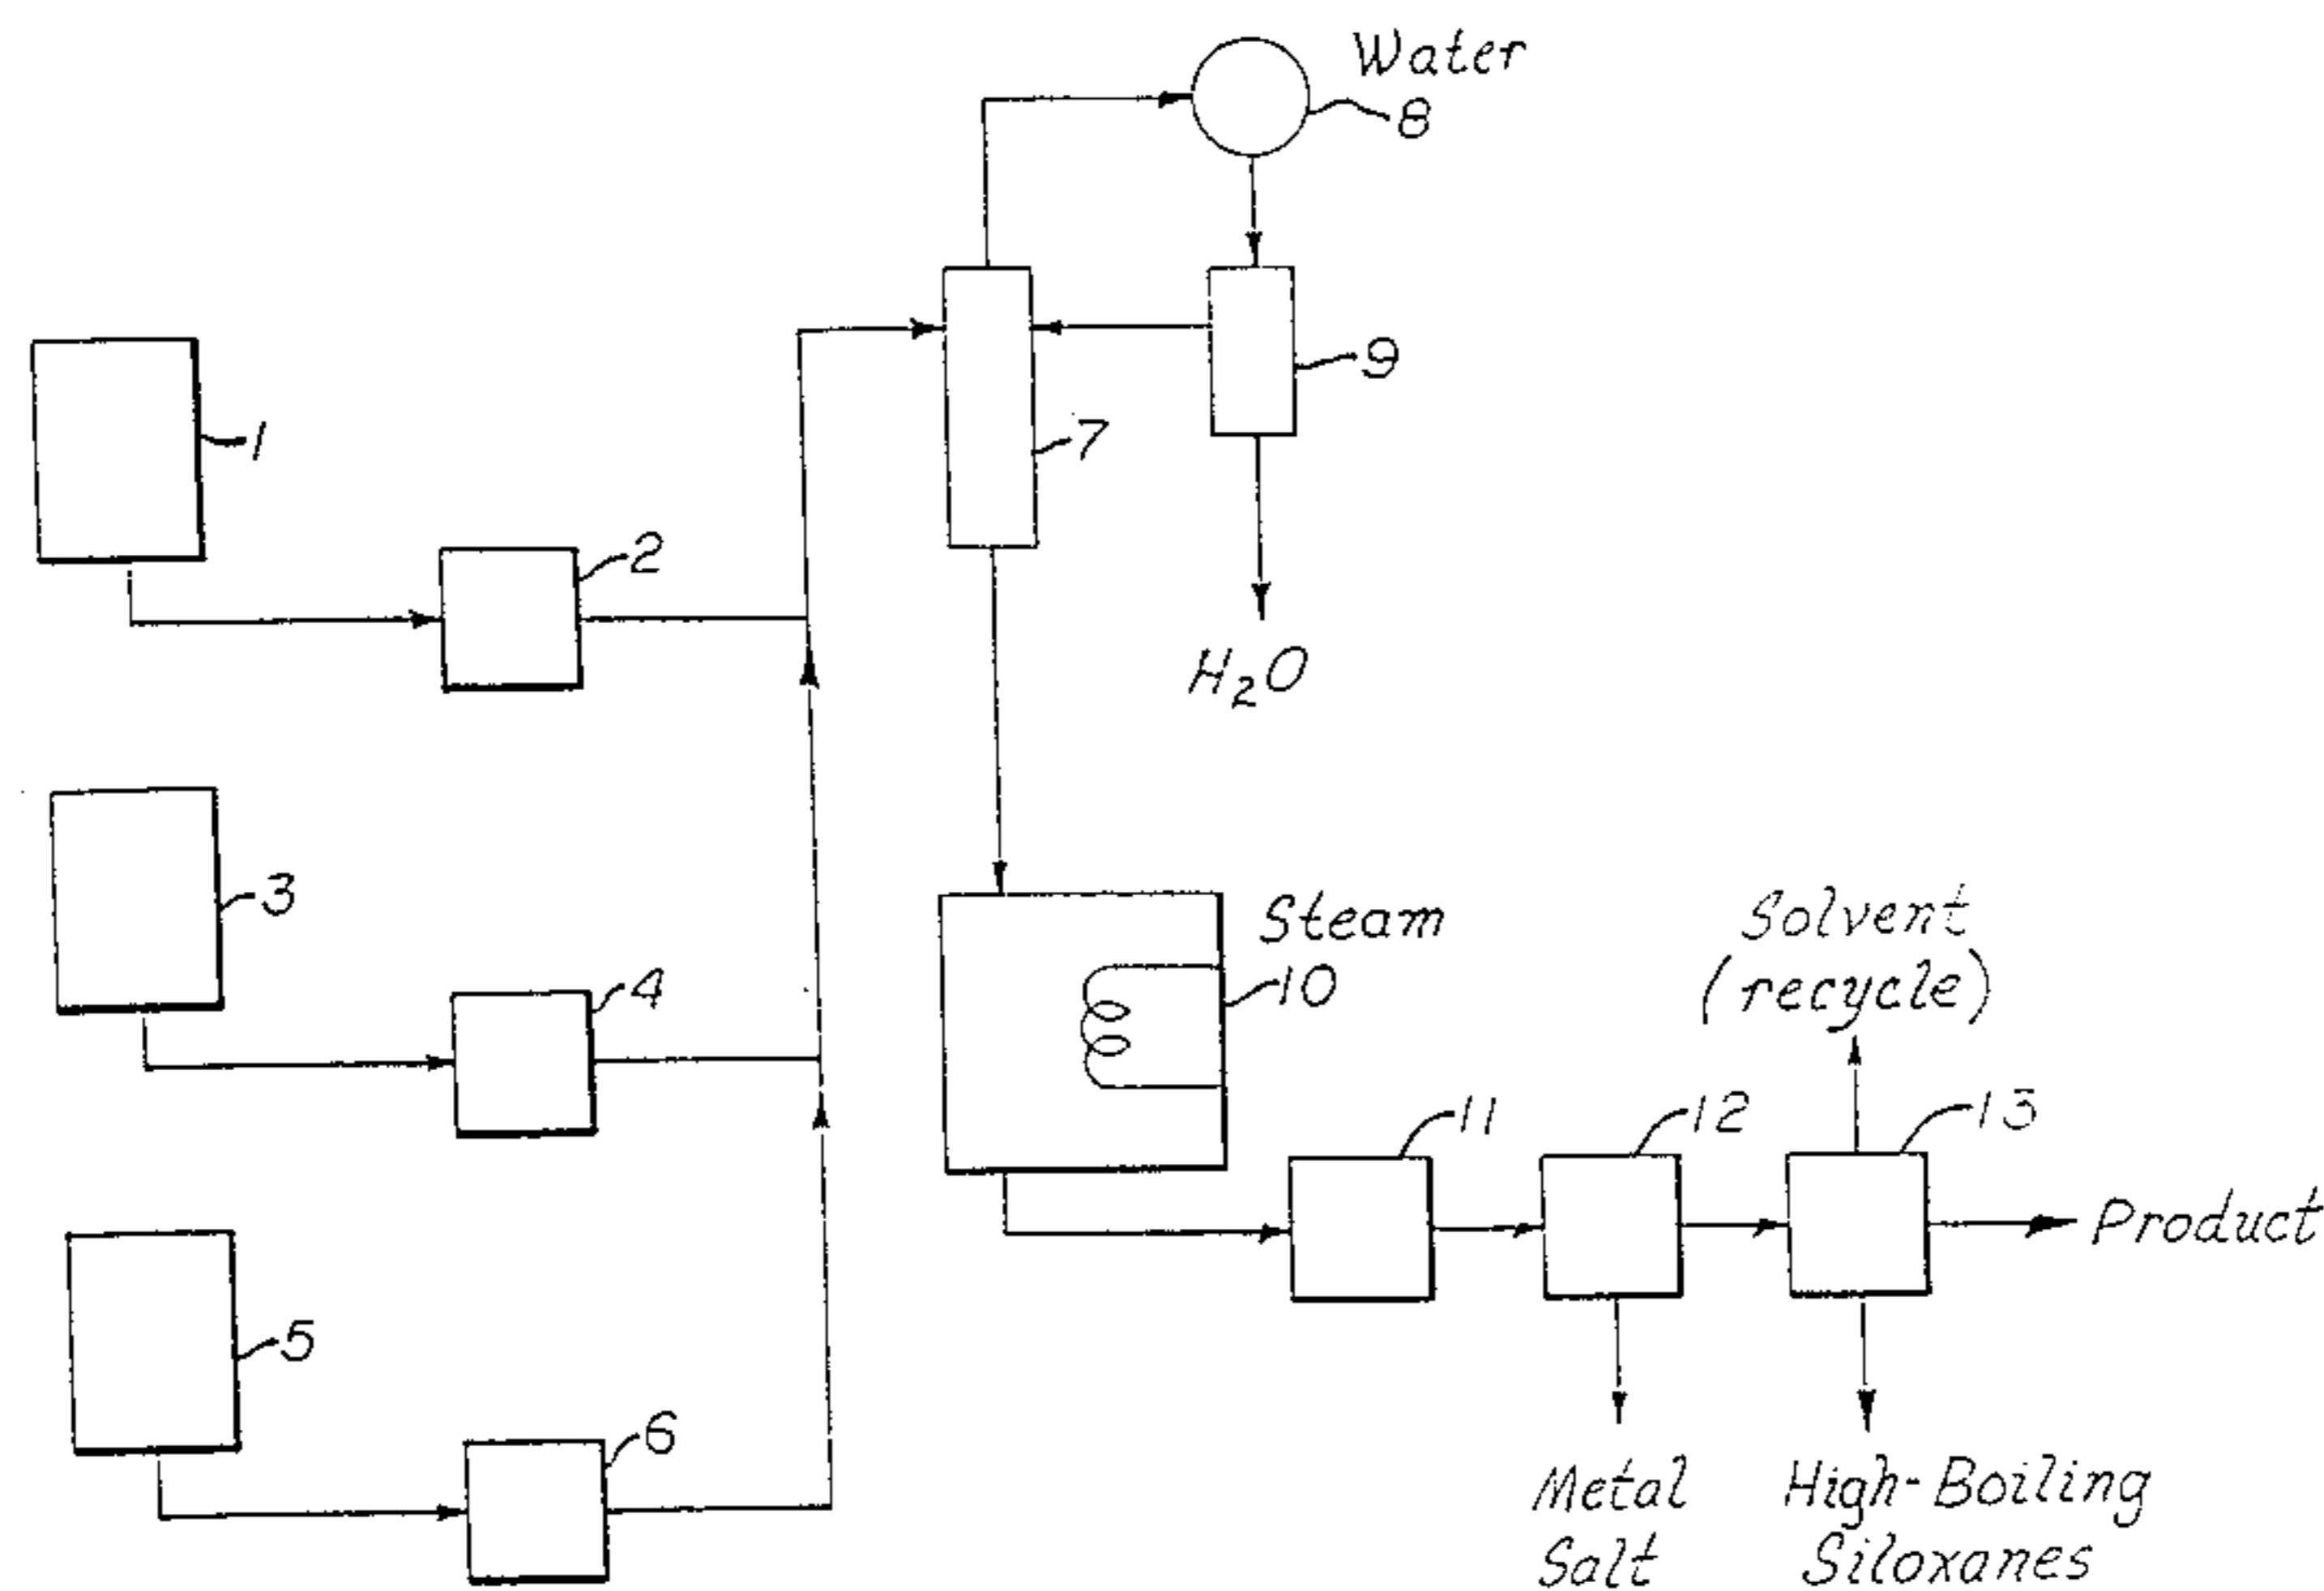 Water
8
9
1
7
2
H₂O
3
Steam
10
Solvent
(recycle)
4
11
12
13
Product
5
6
Metal
Salt
High-Boiling
Siloxanes